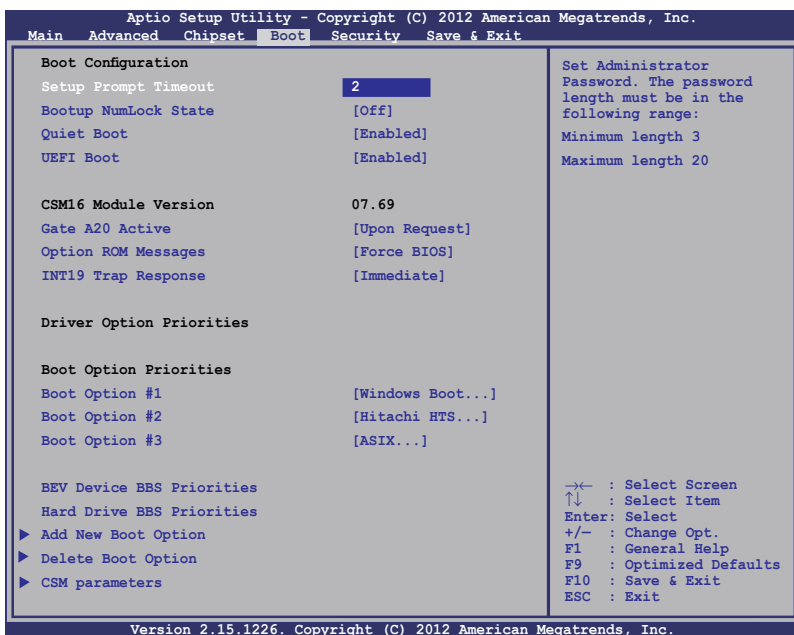 Aptio Setup Utility - Copyright (C) 2012 American Megatrends, Inc.
Main Advanced Chipset Boot Security Save & Exit
Boot Configuration
Setup Prompt Timeout 2
Bootup NumLock State [Off]
Quiet Boot [Enabled]
UEFI Boot [Enabled]
CSM16 Module Version 07.69
Gate A20 Active [Upon Request]
Option ROM Messages [Force BIOS]
INT19 Trap Response [Immediate]
Driver Option Priorities
Boot Option Priorities
Boot Option #1 [Windows Boot...]
Boot Option #2 [Hitachi HTS...]
Boot Option #3 [ASIX...]
BEV Device BBS Priorities
Hard Drive BBS Priorities
Add New Boot Option
Delete Boot Option
CSM parameters
Set Administrator
Password. The password
length must be in the
following range:
Minimum length 3
Maximum length 20
→← : Select Screen
↑↓ : Select Item
Enter: Select
+/— : Change Opt.
F1 : General Help
F9 : Optimized Defaults
F10 : Save & Exit
ESC : Exit
Version 2.15.1226. Copyright (C) 2012 American Megatrends, Inc.